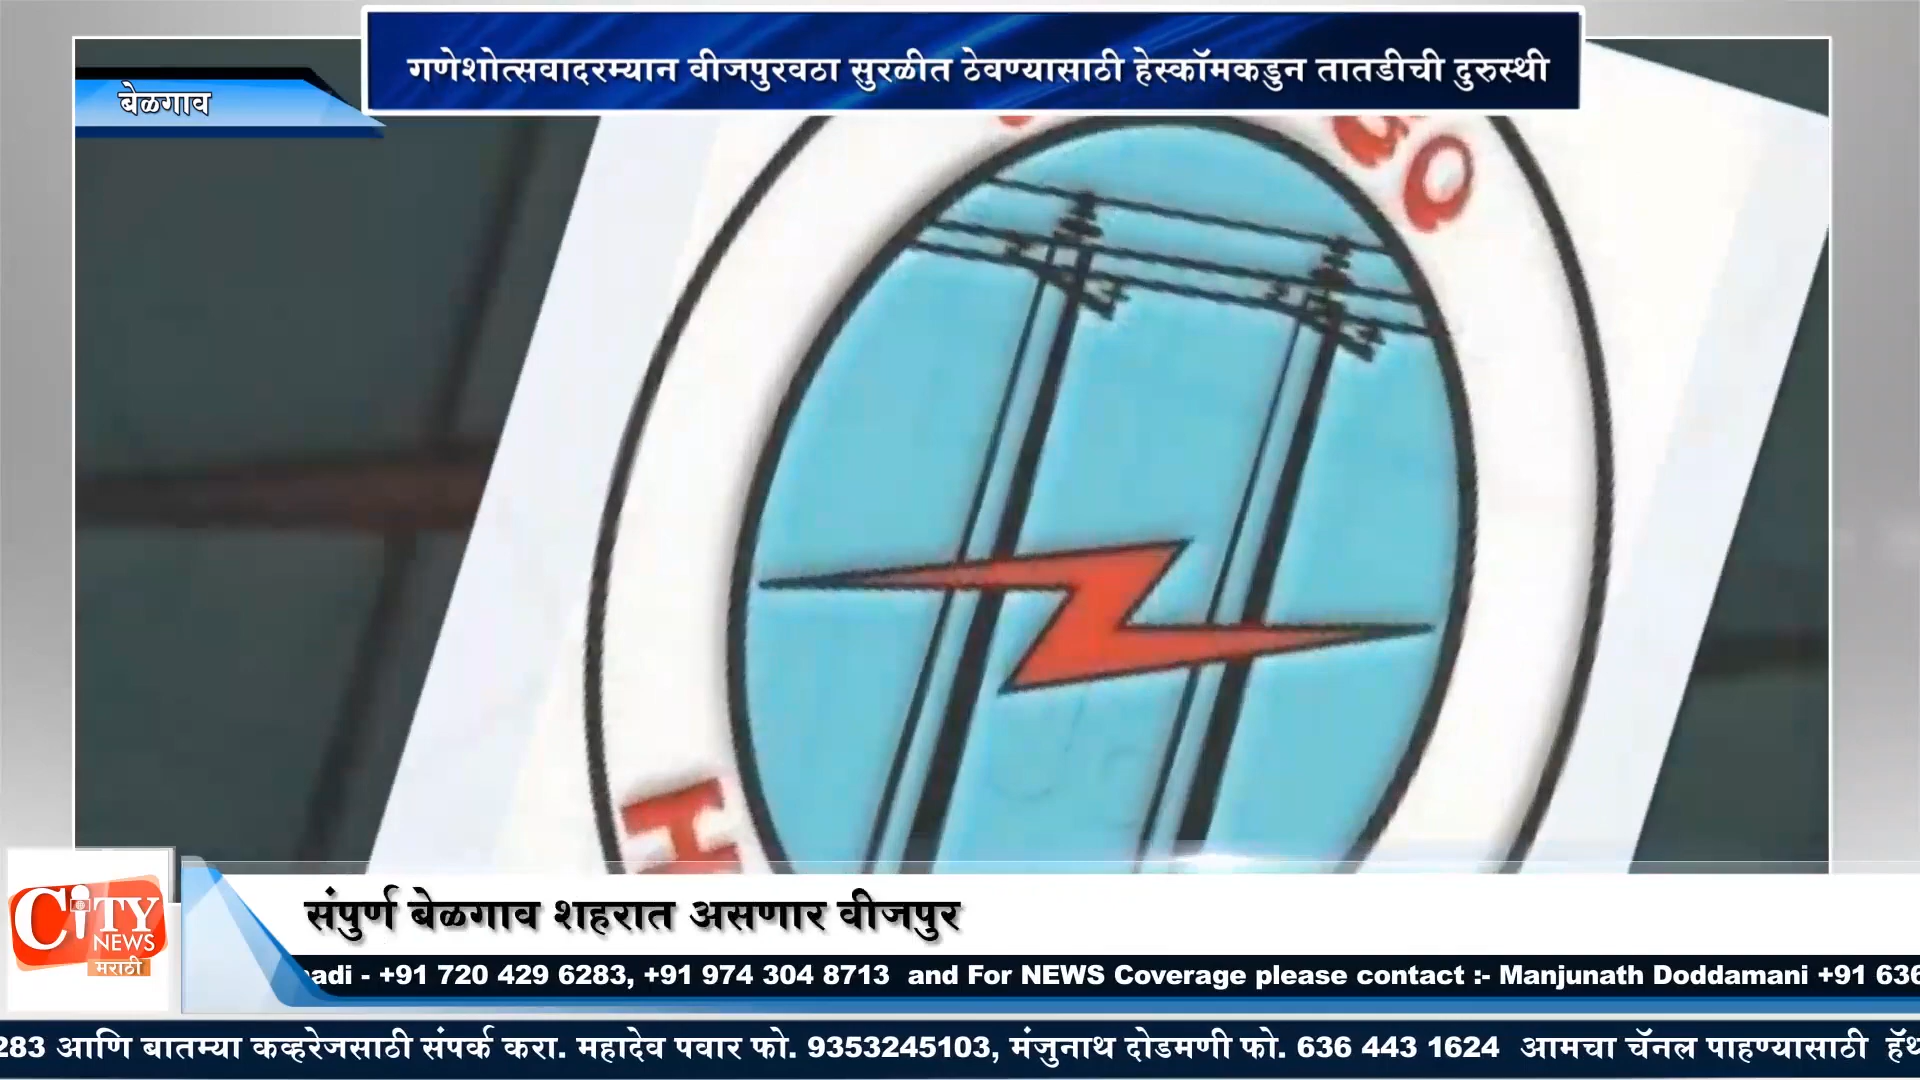 गणेशोत्सवादरम्यान वीजपुरवठा सुरळीत ठेवण्यासाठी हेस्कॉमकडुन तातडीची दुरुस्थी
बेळगाव
संपुर्ण बेळगाव शहरात असणार वीजपुर
CiTY
NEWS
मराठी
adi - +91 720 429 6283, +91 974 304 8713 and For NEWS Coverage please contact :- Manjunath Doddamani +91 636
283 आणि बातम्या कव्हरेजसाठी संपर्क करा. महादेव पवार फो. 9353245103, मंजुनाथ दोडमणी फो. 636 443 1624 आमचा चॅनल पाहण्यासाठी